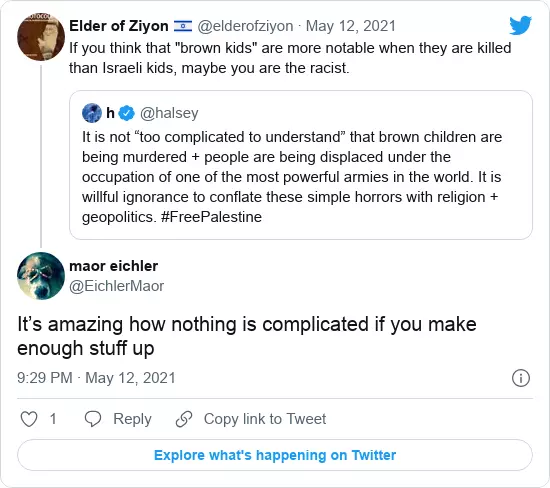 Elder of Ziyon 🇮🇱 @elderofziyon · May 12, 2021
If you think that "brown kids" are more notable when they are killed
than Israeli kids, maybe you are the racist.
h @halsey
It is not “too complicated to underst” that brown children are
being murdered + people are being displaced under the
occupation of one of the most powerful armies in the world. It is
willful ignorance to conflate these simple horrors with religion +
geopolitics. #FreePalestine
maor eichler
@EichlerMaor
It’s amazing how nothing is complicated if you make
enough stuff up
9:29 PM · May 12, 2021
1 Reply Copy link to Tweet
Explore what's happening on Twitter